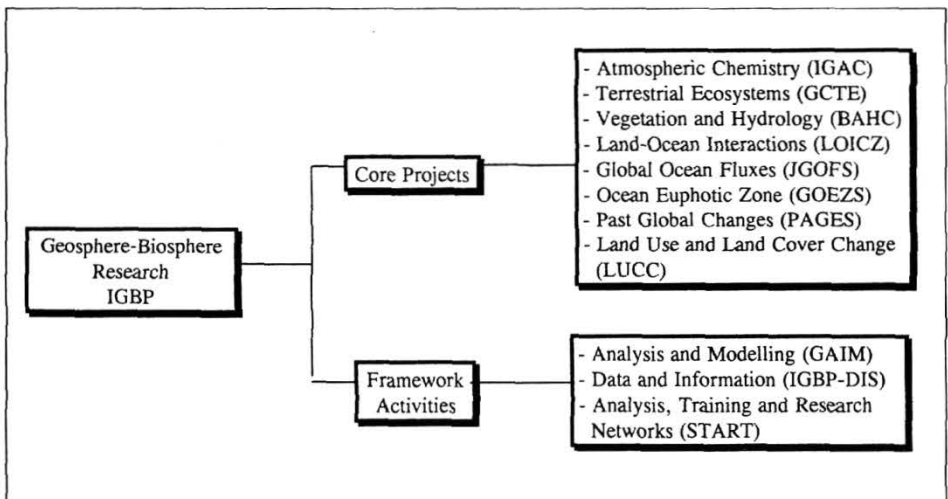 Geosphere-Biosphere
Research
IGBP
Core Projects
- Atmospheric Chemistry (IGAC)
- Terrestrial Ecosystems (GCTE)
- Vegetation and Hydrology (BAHC)
- Land-Ocean Interactions (LOICZ)
- Global Ocean Fluxes (JGOFS)
- Ocean Euphotic Zone (GOEZS)
- Past Global Changes (PAGES)
- Land Use and Land Cover Change
(LUCC)
Framework
Activities
- Analysis and Modelling (GAIM)
- Data and Information (IGBP-DIS)
- Analysis, Training and Research
Networks (START)